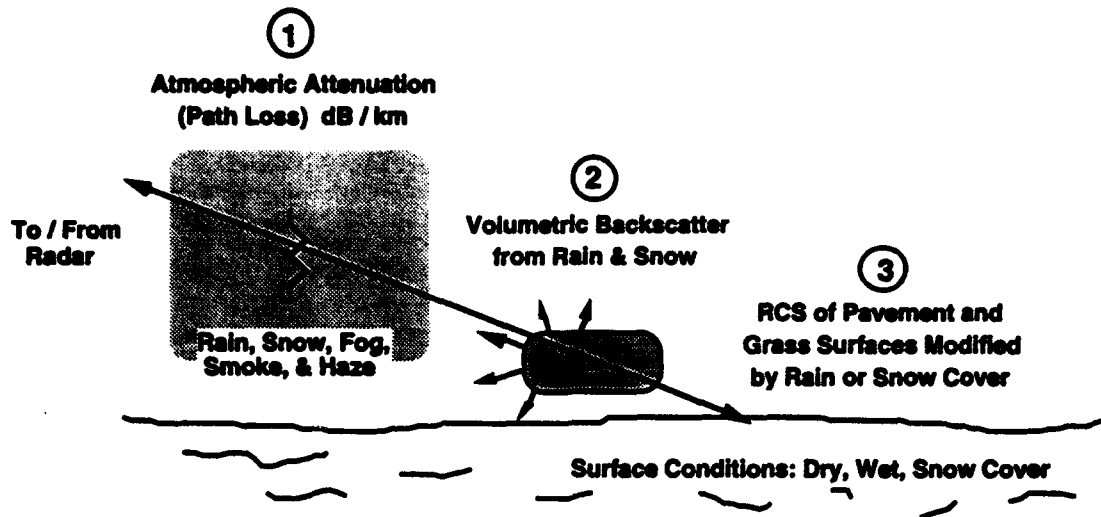 1
Atmospheric Attenuation
(Path Loss) dB / km
2
Volumetric Backscatter
from Rain & Snow
To / From
Radar
3
RCS of Pavement and
Grass Surfaces Modified
by Rain or Snow Cover
Rain, Snow, Fog,
Smoke, & Haze
Surface Conditions: Dry, Wet, Snow Cover